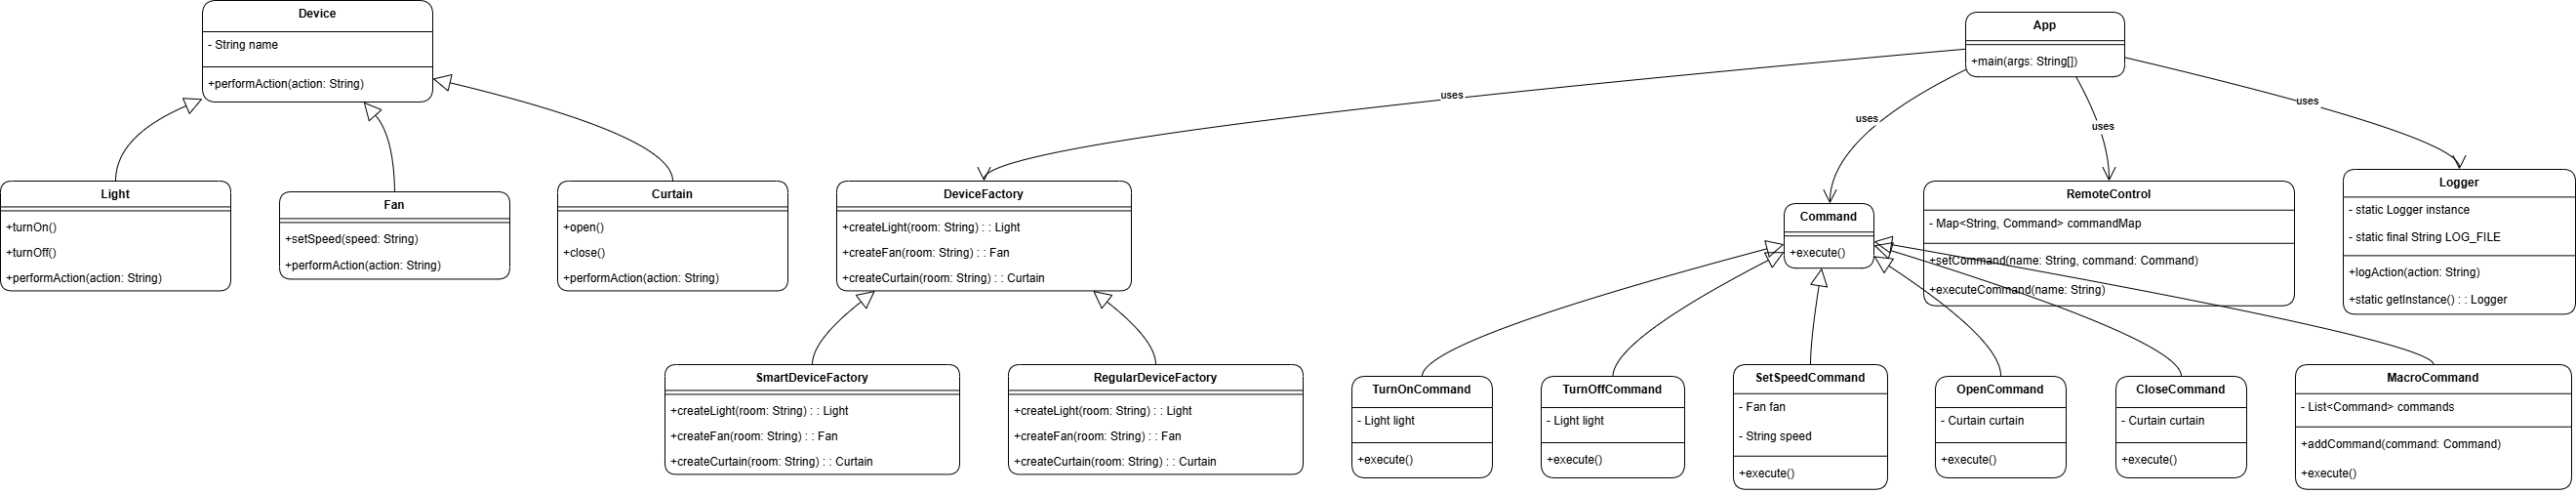 Device
- String name
+performAction(action: String)
App
+main(args: String[])
uses
uses
uses
uses
Light
+turnOn()
+turnOff()
+performAction(action: String)
Fan
+setSpeed(speed: String)
+performAction(action: String)
Curtain
+open()
+close()
+performAction(action: String)
DeviceFactory
+createLight(room: String) : : Light
+createFan(room: String) : : Fan
+createCurtain(room: String) : : Curtain
Command
+execute()
RemoteControl
- Map<String, Command> commandMap
+setCommand(name: String, command: Command)
+executeCommand(name: String)
Logger
- static Logger instance
- static final String LOG_FILE
+logAction(action: String)
+static getInstance() : : Logger
SmartDeviceFactory
+createLight(room: String) : : Light
+createFan(room: String) : : Fan
+createCurtain(room: String) : : Curtain
RegularDeviceFactory
+createLight(room: String) : : Light
+createFan(room: String) : : Fan
+createCurtain(room: String) : : Curtain
TurnOnCommand
- Light light
+execute()
TurnOffCommand
- Light light
+execute()
SetSpeedCommand
- Fan fan
- String speed
+execute()
OpenCommand
- Curtain curtain
+execute()
CloseCommand
- Curtain curtain
+execute()
MacroCommand
- List<Command> commands
+addCommand(command: Command)
+execute()